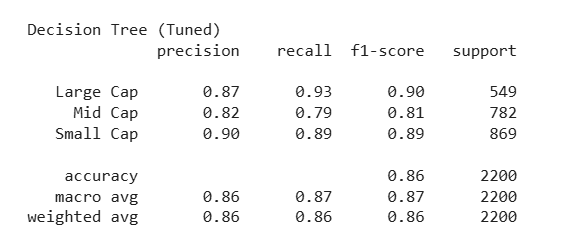 Decision Tree (Tuned)
precision recall f1-score support
Large Cap 0.87 0.93 0.90 549
Mid Cap 0.82 0.79 0.81 782
Small Cap 0.90 0.89 0.89 869
accuracy 0.86 2200
macro avg 0.86 0.87 0.87 2200
weighted avg 0.86 0.86 0.86 2200